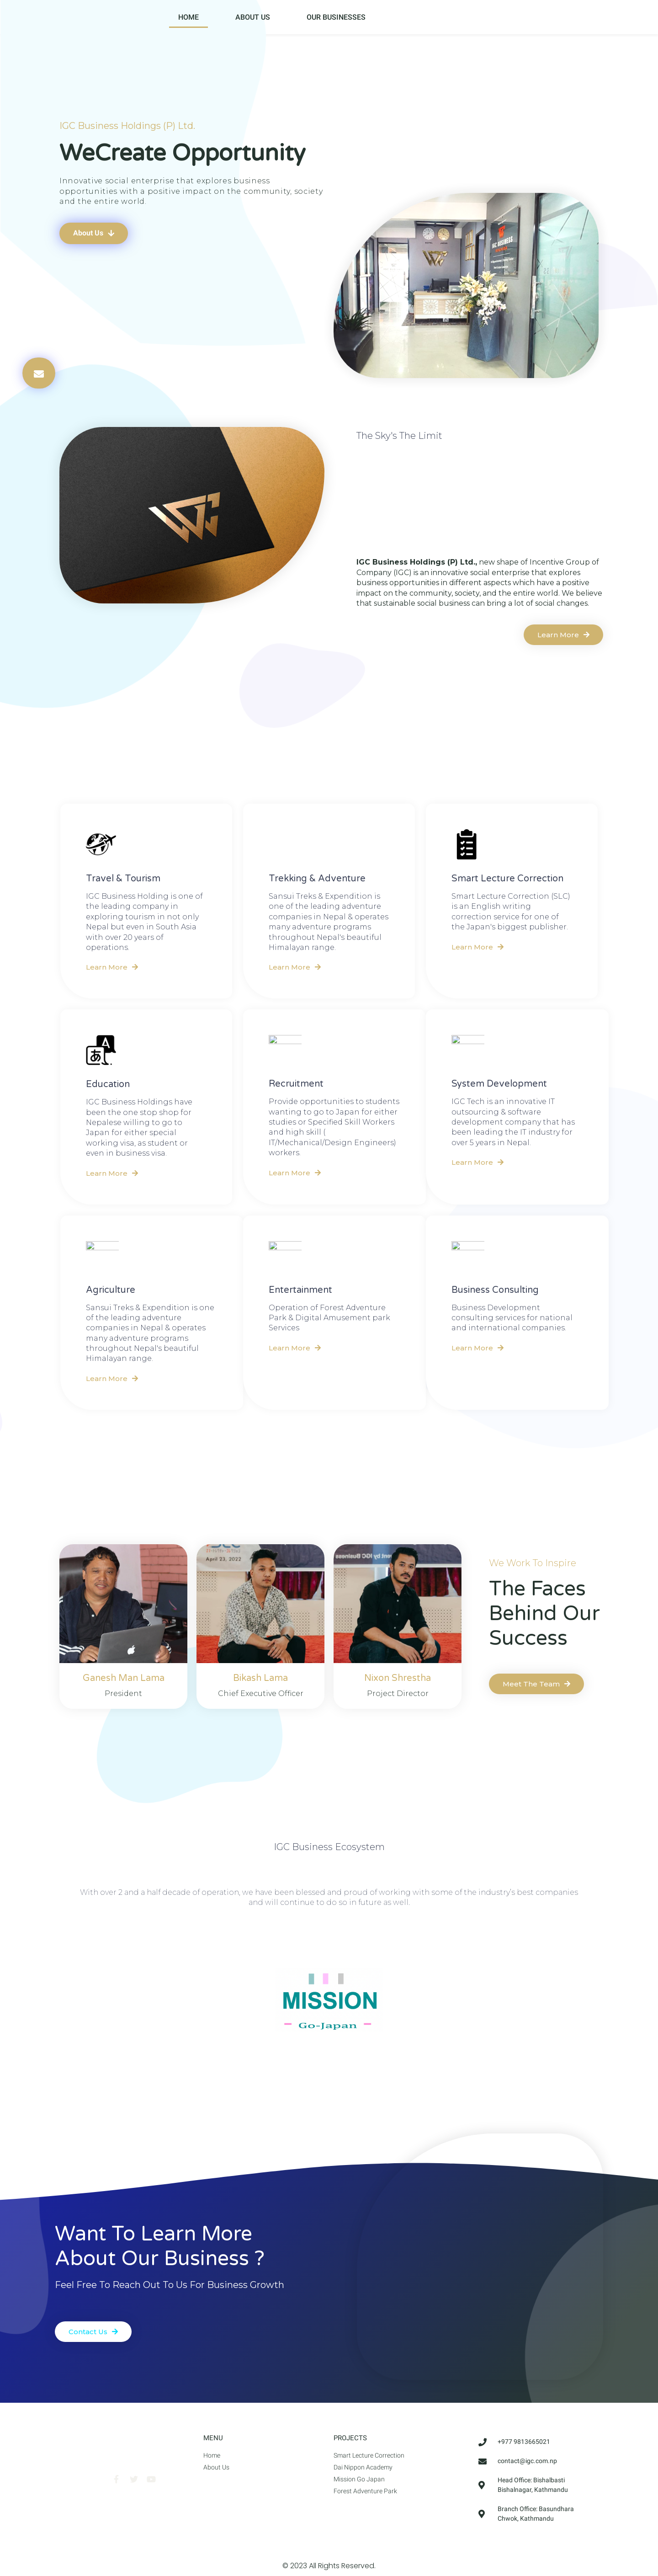 HOME ABOUT US OUR BUSINESSES
IGC Business Holdings (P) Ltd.
WeCreate Opportunity
Innovative social enterprise that explores business
opportunities with a positive impact on the community, society
and the entire world.
About Us
The Sky's The Limit
IGC Business Holdings (P) Ltd., new shape of Incentive Group of
Company (IGC) is an innovative social enterprise that explores
business opportunities in different aspects which have a positive
impact on the community, society, and the entire world. We believe
that sustainable social business can bring a lot of social changes.
Learn More
Travel & Tourism
IGC Business Holding is one of
the leading company in
exploring tourism in not only
Nepal but even in South Asia
with over 20 years of
operations.
Learn More
Trekking & Adventure
Sansui Treks & Expendition is
one of the leading adventure
companies in Nepal & operates
many adventure programs
throughout Nepal's beautiful
Himalayan range.
Learn More
Smart Lecture Correction
Smart Lecture Correction (SLC)
is an English writing
correction service for one of
the Japan's biggest publisher.
Learn More
Education
IGC Business Holdings have
been the one stop shop for
Nepalese willing to go to
Japan for either special
working visa, as student or
even in business visa.
Learn More
Recruitment
Provide opportunities to students
wanting to go to Japan for either
studies or Specified Skill Workers
and high skill (
IT/Mechanical/Design Engineers)
workers.
Learn More
System Development
IGC Tech is an innovative IT
outsourcing & software
development company that has
been leading the IT industry for
over 5 years in Nepal.
Learn More
Agriculture
Sansui Treks & Expendition is one
of the leading adventure
companies in Nepal & operates
many adventure programs
throughout Nepal's beautiful
Himalayan range.
Learn More
Entertainment
Operation of Forest Adventure
Park & Digital Amusement park
Services.
Learn More
Business Consulting
Business Development
consulting services for national
and international companies.
Learn More
April 23, 2022
Ganesh Man Lama
President
Bikash Lama
Chief Executive Officer
Nixon Shrestha
Project Director
We Work To Inspire
The Faces
Behind Our
Success
Meet The Team
IGC Business Ecosystem
With over 2 and a half decade of operation, we have been blessed and proud of working with some of the industry's best companies
and will continue to do so in future as well.
MISSION
Go-Japan
Want To Learn More
About Our Business ?
Feel Free To Reach Out To Us For Business Growth
Contact Us
MENU
Home
About Us
PROJECTS
Smart Lecture Correction
Dai Nippon Academy
Mission Go Japan
Forest Adventure Park
+977 9813665021
contact@igc.com.np
Head Office: Bishalbasti
Bishalnagar, Kathmandu
Branch Office: Basundhara
Chwok, Kathmandu
© 2023 All Rights Reserved.